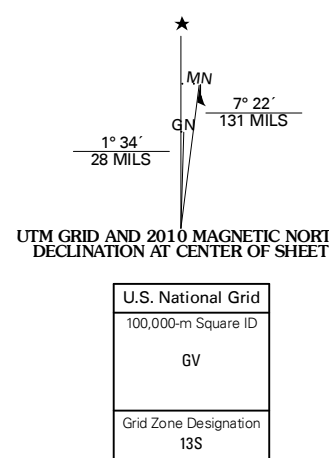 MN
GN
7° 22´
131 MILS
1° 34´
28 MILS
UTM GRID AND 2010 MAGNETIC NORT
DECLINATION AT CENTER OF SHEET
U.S. National Grid
100,000-m Square ID
GV
Grid Zone Designation
13S